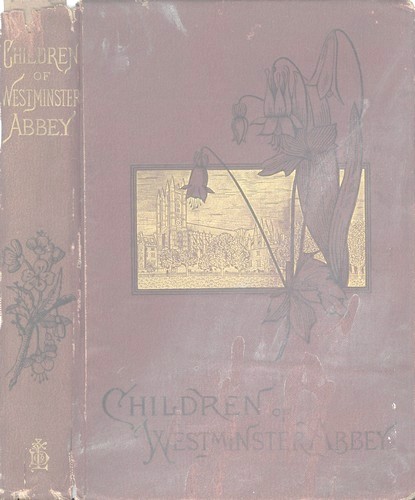 CHILDREN
OF
WESTMINSTER
ABBEY
CHILDREN OF
WESTMINSTER ABBEY